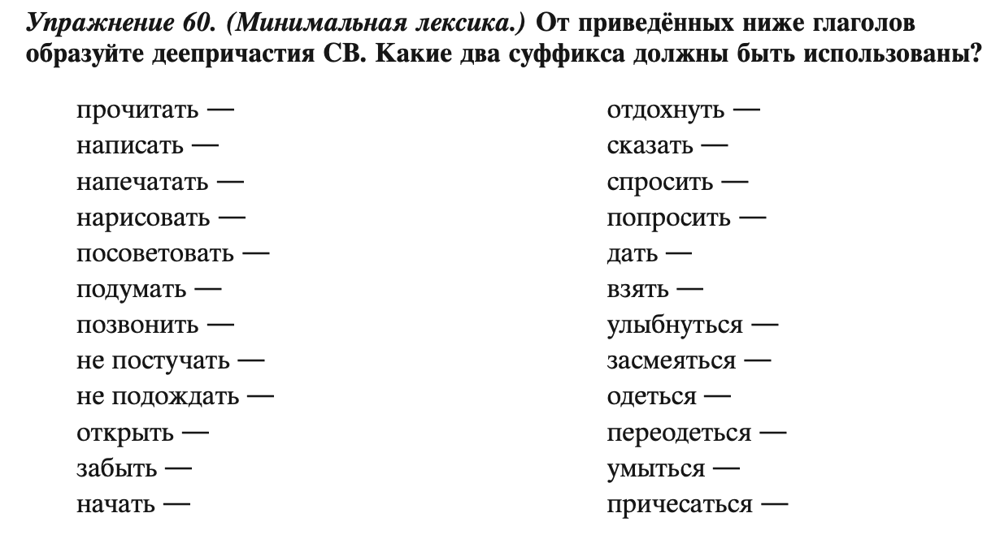 Упражнение 60. (Минимальная лексика.) От приведённых ниже глаголов
образуйте деепричастия СВ. Какие два суффикса должны быть использованы?
прочитать —
написать —
напечатать —
нарисовать —
посоветовать —
подумать —
позвонить —
не постучать —
не подождать —
открыть —
забыть —
начать —
отдохнуть —
сказать —
спросить —
попросить —
дать —
взять —
улыбнуться —
засмеяться —
одеться —
переодеться —
умыться —
причесаться —